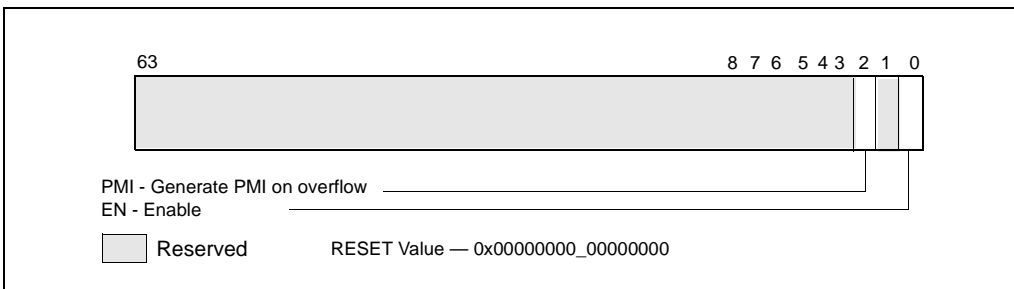 63 8 7 6 5 4 3 2 1 0
PMI - Generate PMI on overflow
EN - Enable
Reserved RESET Value — 0x00000000_00000000